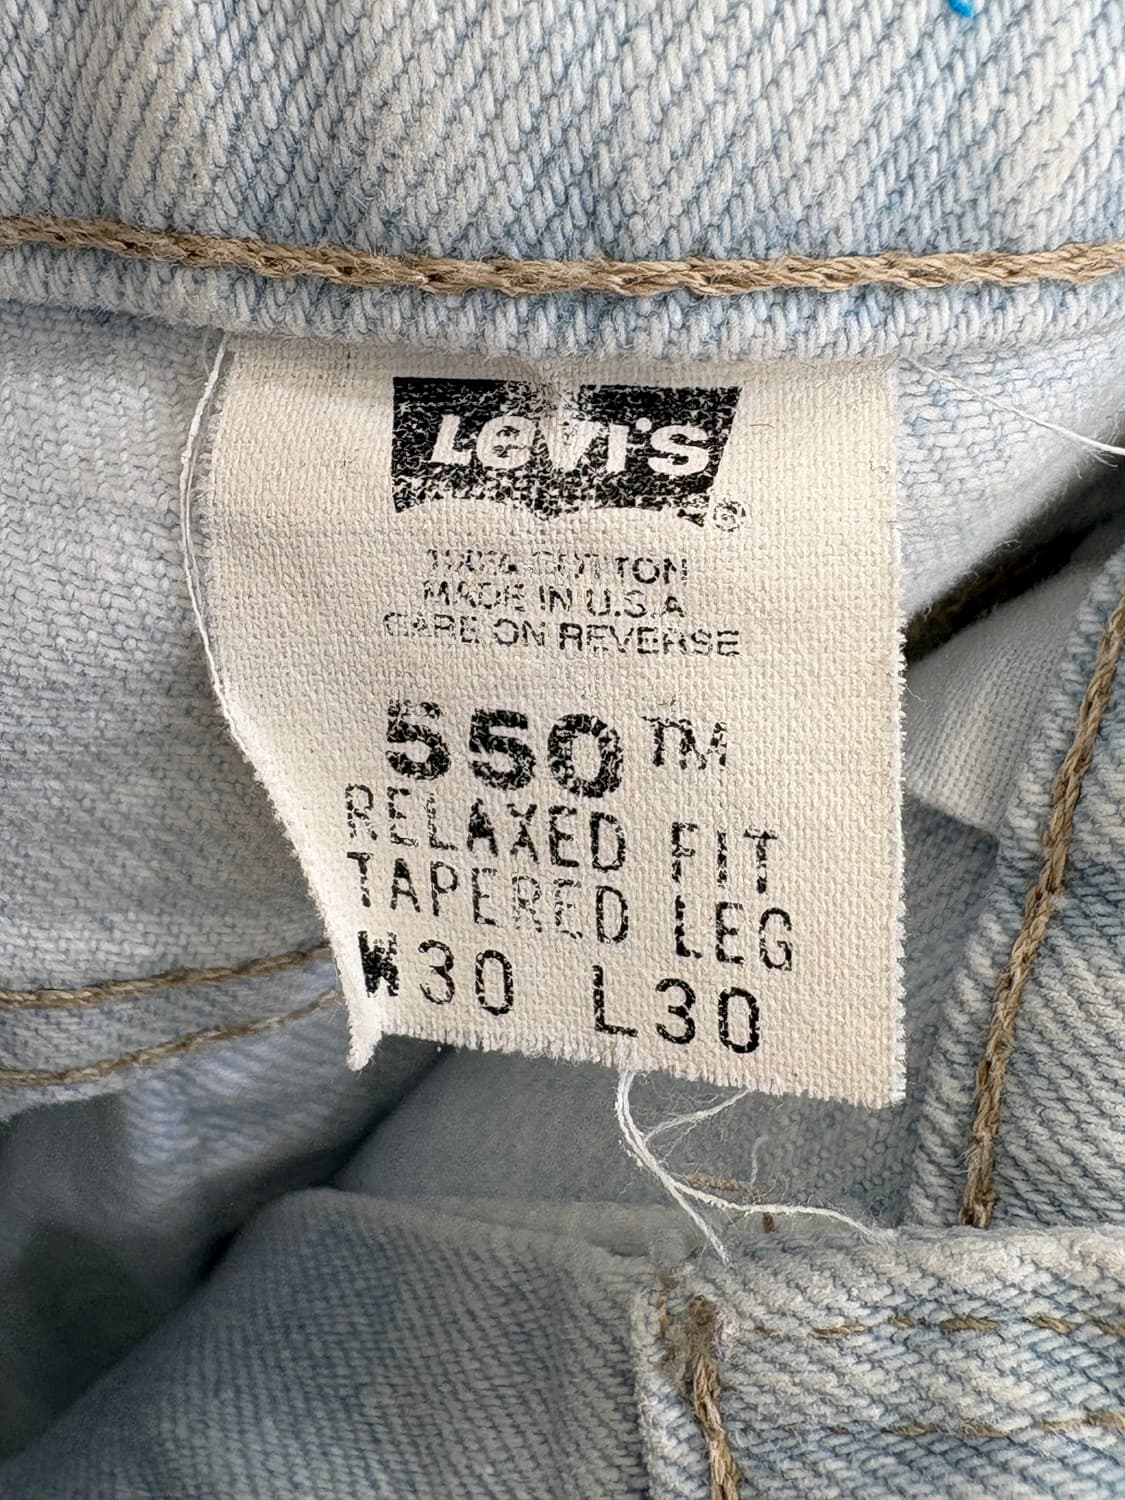 LEVI'S®
100% COTTON
MADE IN U.S.A
CARE ON REVERSE
550™
RELAXED FIT
TAPERED LEG
W30 L30